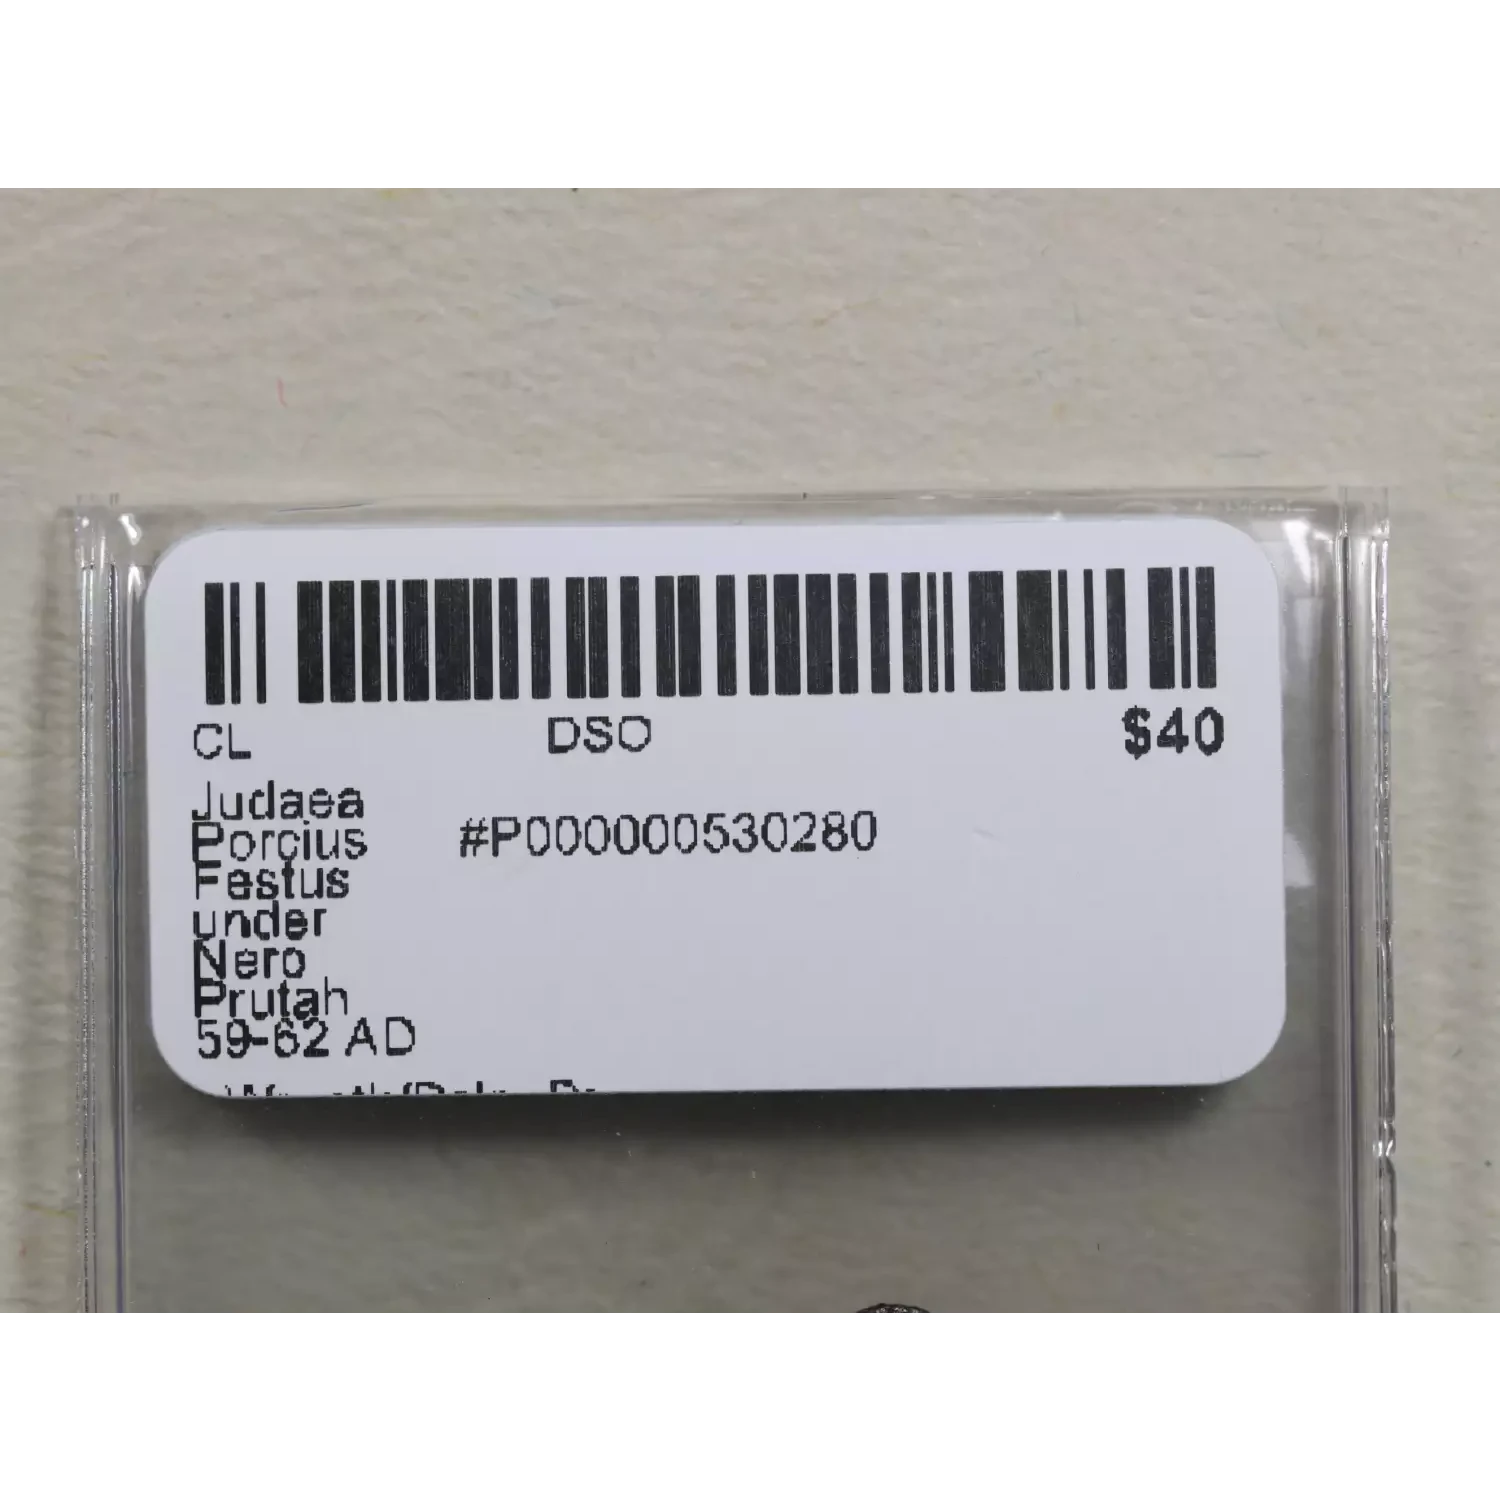 CL DSO $40
Judaea
Porcius #P000000530280
Festus
under
Nero
Prutah
59-62 AD